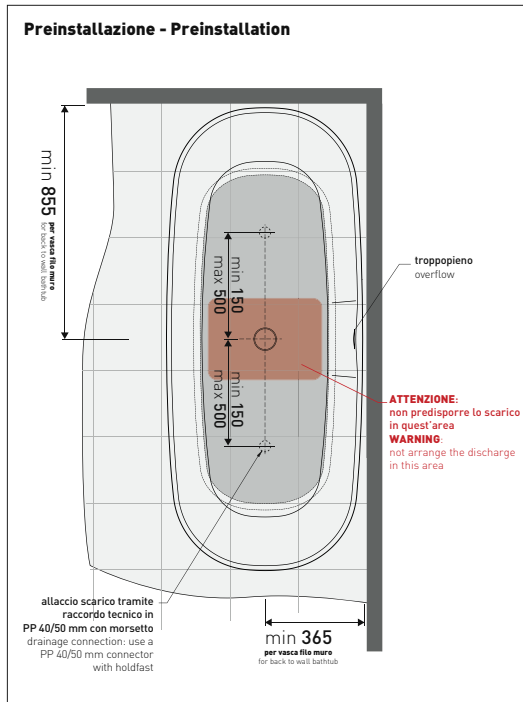 Preinstallazione - Preinstallation
min 855
per vasca filo muro
for back to wall bathtub
min 150
max 500
min 150
max 500
troppopieno
overflow
ATTENZIONE:
non predisporre lo scarico
in quest'area
WARNING:
not arrange the discharge
in this area
allaccio scarico tramite
raccordo tecnico in
PP 40/50 mm con morsetto
drainage connection: use a
PP 40/50 mm connector
with holdfast
min 365
per vasca filo muro
for back to wall bathtub